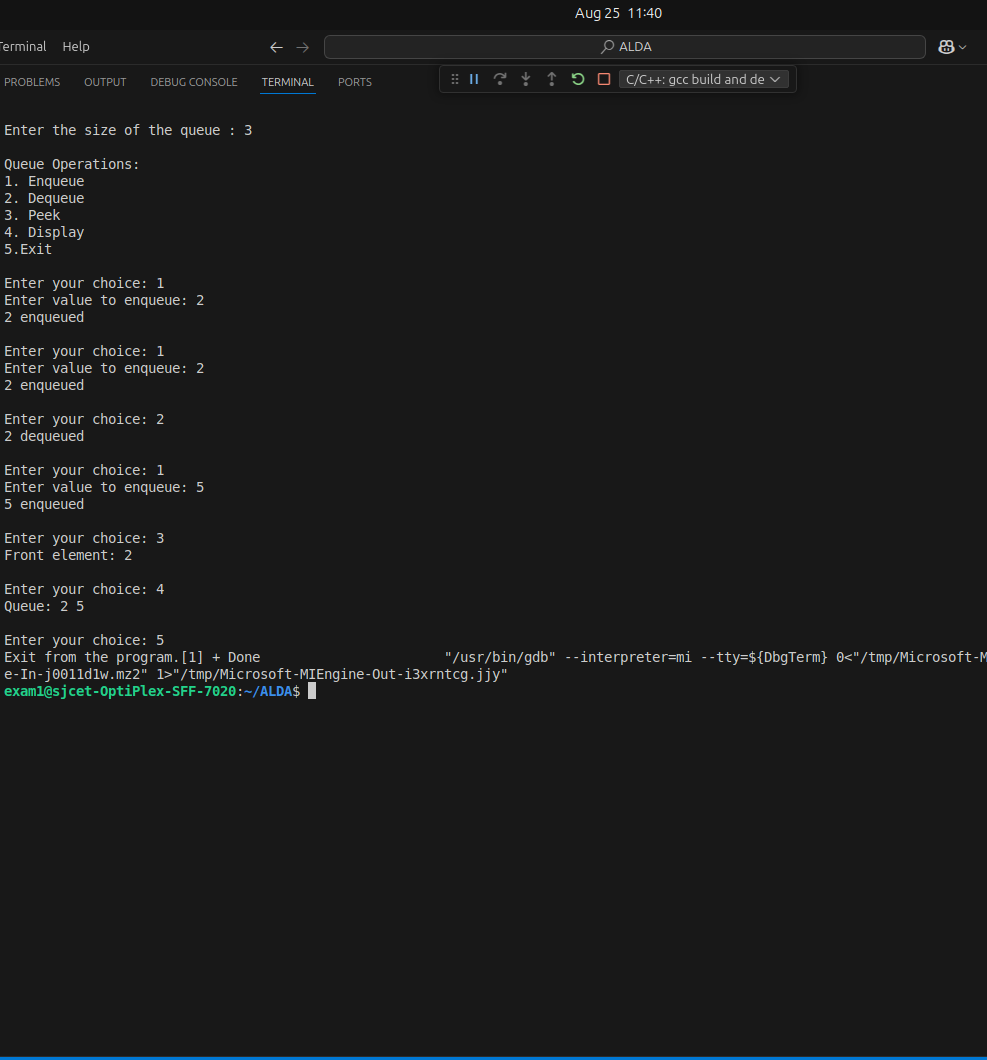 Aug 25 11:40
Terminal Help
ALDA
PROBLEMS OUTPUT DEBUG CONSOLE TERMINAL PORTS
C/C++: gcc build and de
Enter the size of the queue : 3
Queue Operations:
1. Enqueue
2. Dequeue
3. Peek
4. Display
5.Exit
Enter your choice: 1
Enter value to enqueue: 2
2 enqueued
Enter your choice: 1
Enter value to enqueue: 2
2 enqueued
Enter your choice: 2
2 dequeued
Enter your choice: 1
Enter value to enqueue: 5
5 enqueued
Enter your choice: 3
Front element: 2
Enter your choice: 4
Queue: 2 5
Enter your choice: 5
Exit from the program.[1] + Done "/usr/bin/gdb" --interpreter=mi --tty=${DbgTerm} 0<"/tmp/Microsoft-M
e-In-j0011d1w.mz2" 1>"/tmp/Microsoft-MIEngine-Out-i3xrntcg.jjy"
exam1@sjcet-OptiPlex-SFF-7020:~/ALDA$